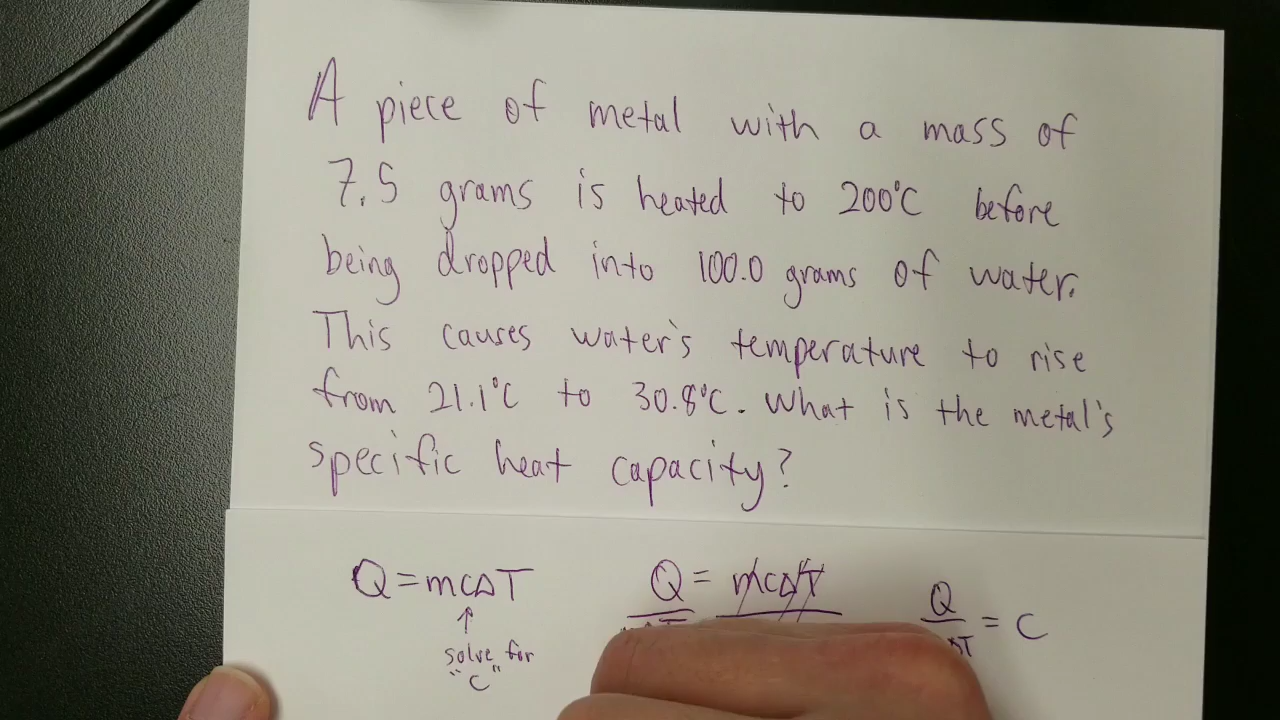 A piece of metal with a mass of
7.5 grams is heated to 200°C before
being dropped into 100.0 grams of water.
This causes water's temperature to rise
from 21.1°C to 30.8°C. What is the metal's
specific heat capacity?
Q = mcΔT
↑
solve for
"c"
Q = mcΔT
Q = C
ΔT